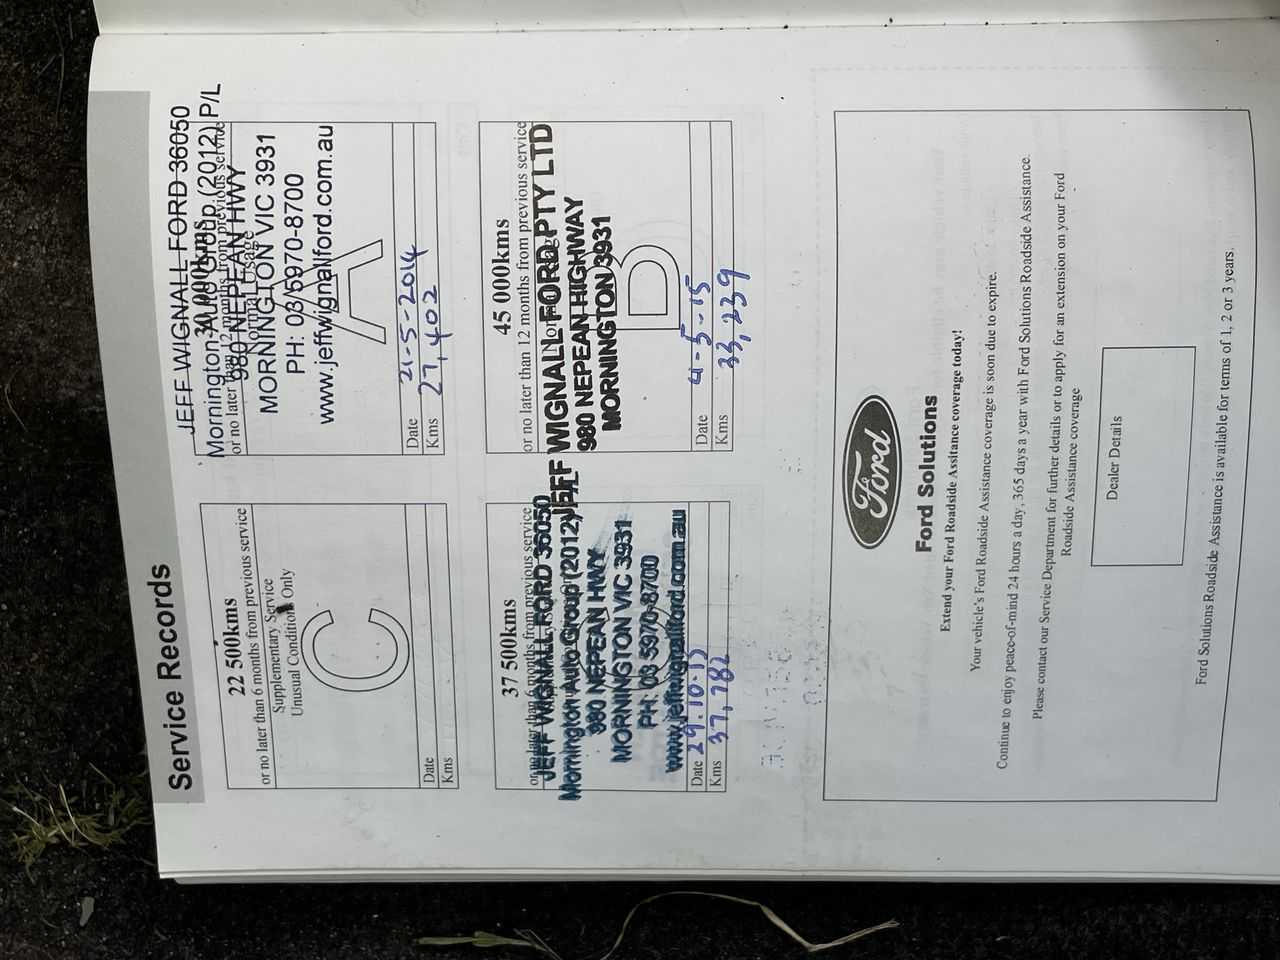 Service Records
22 500kms
or no later than 6 months from previous service
Supplementary Service
Unusual Conditions Only
C
Date
Kms
JEFF WIGNALL FORD 36050
30 000kms
Mornington Auto Group (2012) P/L
or no later than 12 months from previous service
980 NEPEAN HWY
Normal Usage
MORNINGTON VIC 3931
PH: 03 5970-8700
www.jeffwignallford.com.au
A
Date 21-5-2014
Kms 27,402
37 500kms
or no later than 6 months from previous service
JEFF WIGNALL FORD 36050
Mornington Auto Group (2012) P/L
980 NEPEAN HWY
MORNINGTON VIC 3931
PH: 03 5970-8700
www.jeffwignallford.com.au
Date 29.10.15
Kms 37,782
45 000kms
or no later than 12 months from previous service
JEFF WIGNALL FORD PTY LTD
980 NEPEAN HIGHWAY
MORNINGTON 3931
B
Date 4-5-15
Kms 33,239
Ford
Ford Solutions
Extend your Ford Roadside Assitance coverage today!
Your vehicle's Ford Roadside Assistance coverage is soon due to expire.
Continue to enjoy peace-of-mind 24 hours a day, 365 days a year with Ford Solutions Roadside Assistance.
Please contact our Service Department for further details or to apply for an extension on your Ford
Roadside Assistance coverage
Dealer Details
Ford Solutions Roadside Assistance is available for terms of 1, 2 or 3 years.